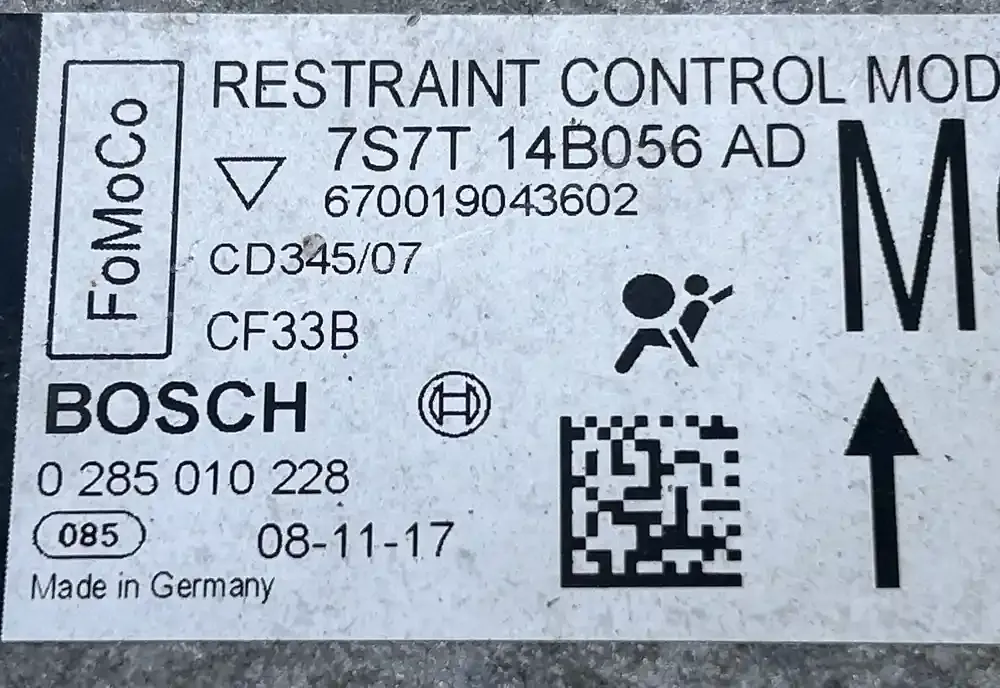 FoMoCo
RESTRAINT CONTROL MOD
7S7T 14B056 AD
670019043602
CD345/07
CF33B
M
BOSCH
0 285 010 228
085 08-11-17
Made in Germany